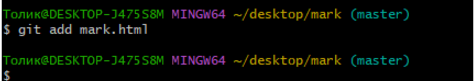 Толик@DESKTOP-J475S8M MINGW64 ~/desktop/mark (master)
$ git add mark.html
Толик@DESKTOP-J475S8M MINGW64 ~/desktop/mark (master)
$